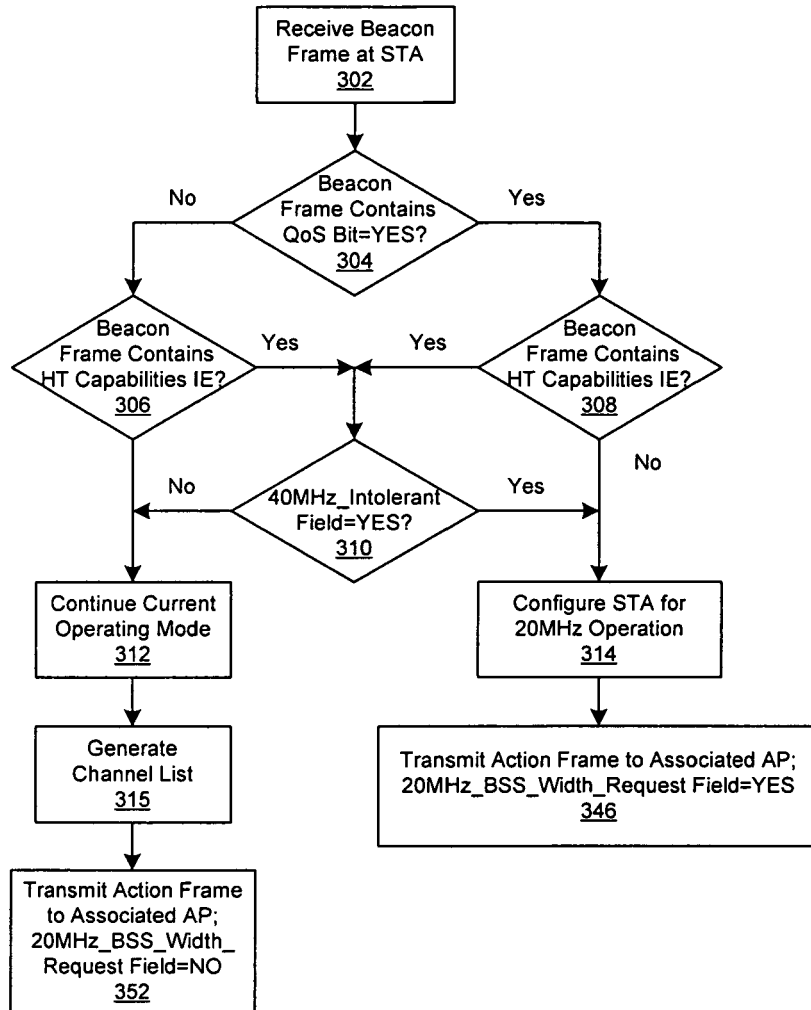 Receive Beacon
Frame at STA
302
No
Beacon
Frame Contains
QoS Bit=YES?
304
Yes
Beacon
Frame Contains
HT Capabilities IE?
306
Yes
Yes
Beacon
Frame Contains
HT Capabilities IE?
308
No
No
40MHz_Intolerant
Field=YES?
310
Yes
Continue Current
Operating Mode
312
Configure STA for
20MHz Operation
314
Generate
Channel List
315
Transmit Action Frame to Associated AP;
20MHz_BSS_Width_Request Field=YES
346
Transmit Action Frame
to Associated AP;
20MHz_BSS_Width_
Request Field=NO
352